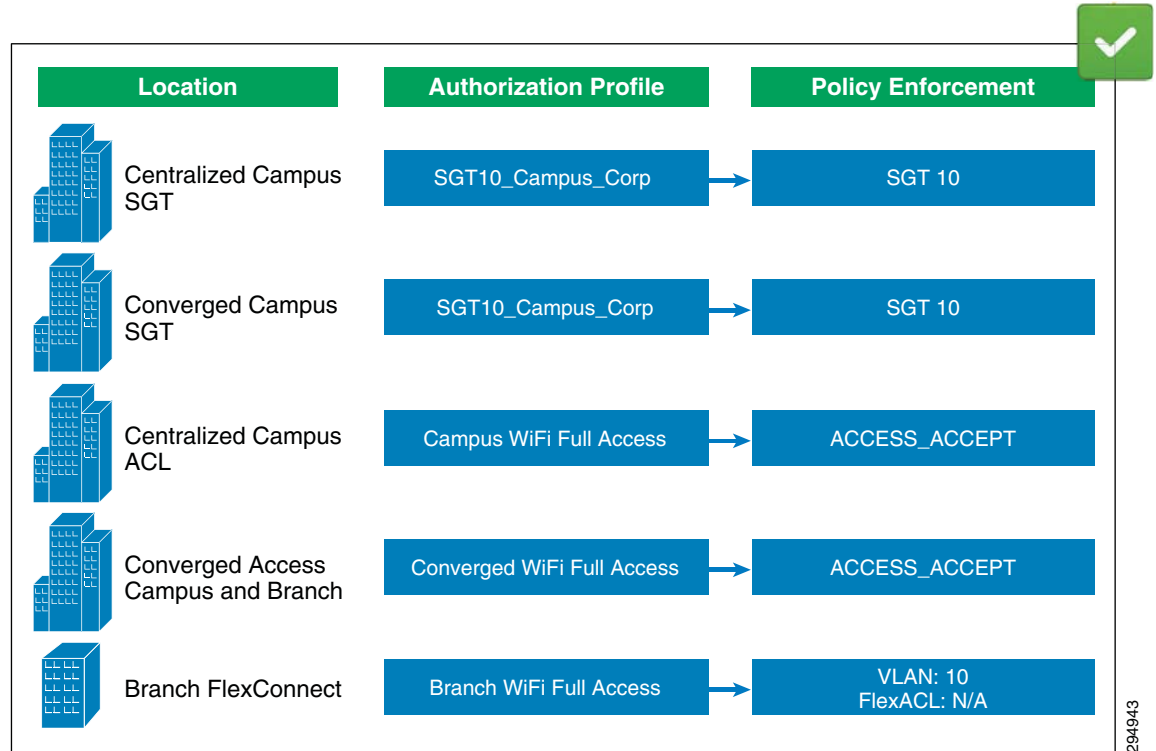 Location
Authorization Profile
Policy Enforcement
Centralized Campus
SGT
SGT10_Campus_Corp
SGT 10
Converged Campus
SGT
SGT10_Campus_Corp
SGT 10
Centralized Campus
ACL
Campus WiFi Full Access
ACCESS_ACCEPT
Converged Access
Campus and Branch
Converged WiFi Full Access
ACCESS_ACCEPT
Branch FlexConnect
Branch WiFi Full Access
VLAN: 10
FlexACL: N/A
294943